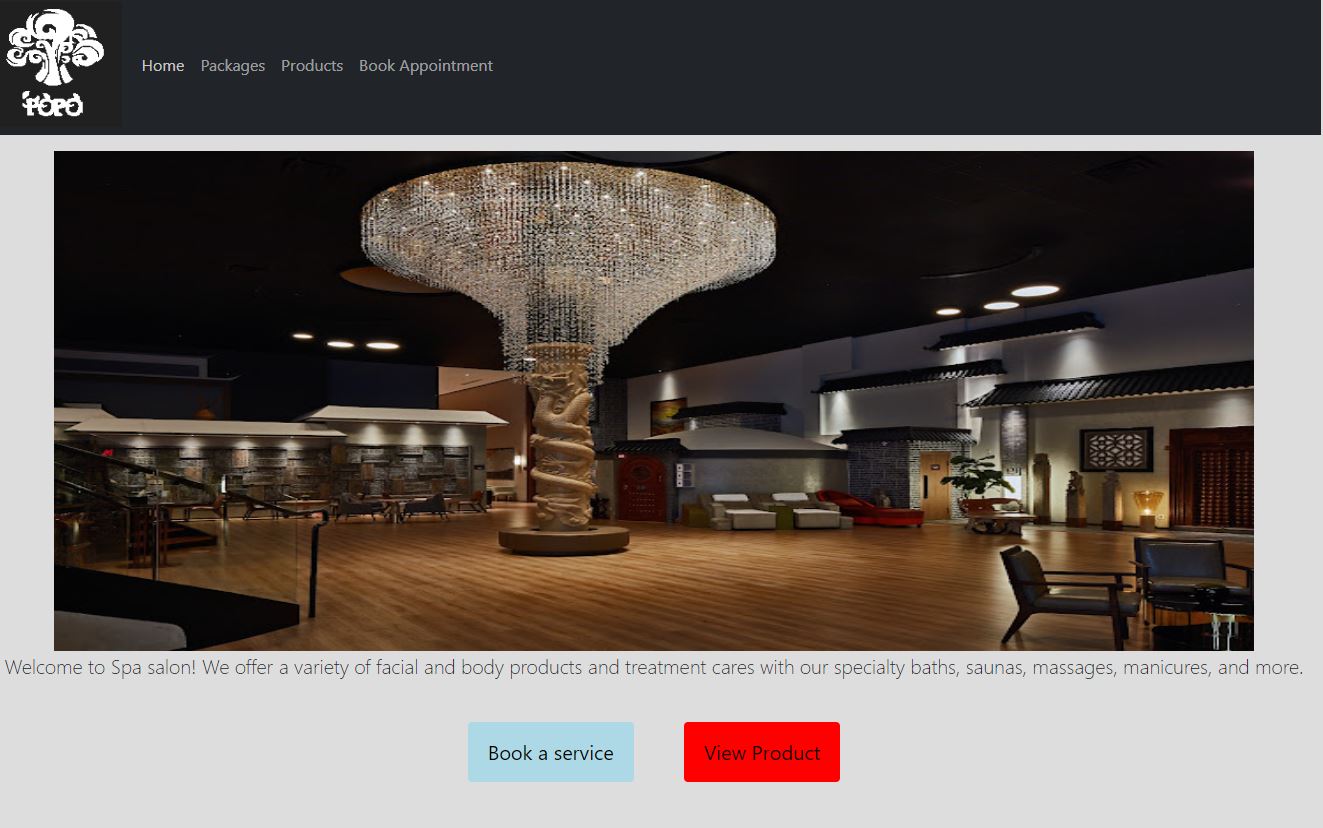 POPO
Home Packages Products Book Appointment
Welcome to Spa salon! We offer a variety of facial and body products and treatment cares with our specialty baths, saunas, massages, manicures, and more.
Book a service View Product